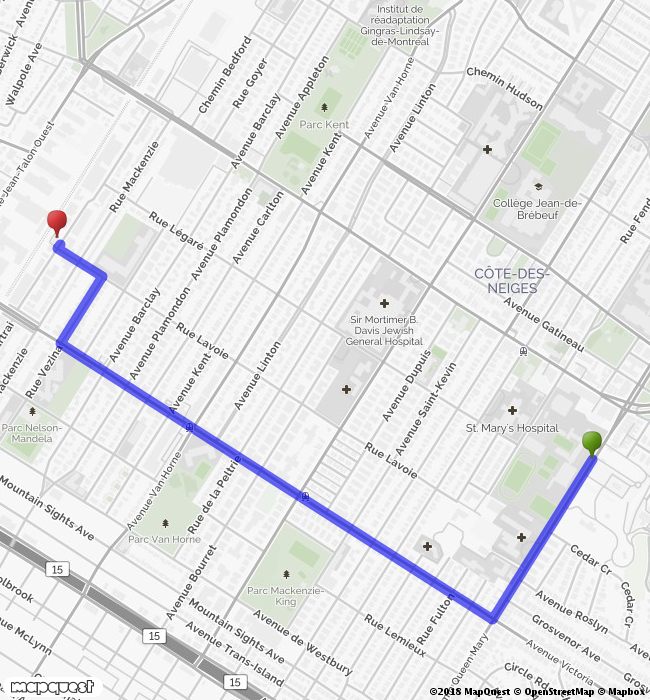 Institut de
réadaptation
Gingras-Lindsay-
de-Montréal
Walpole Ave
Chemin Bedford
Rue Goyer
Avenue Appleton
Avenue-Van-Horne
Chemin Hudson
Avenue Barclay
Parc Kent
Avenue Linton
e-Jean-Talon-Ouest
Rue Mackenzie
Avenue Kent
Collège Jean-de-
Brébeuf
Avenue Plamondon
Avenue Carlton
Rue Légaré
CÔTE-DES-
NEIGES
Avenue Barclay
Avenue Plamondon
Rue Lavoie
Sir Mortimer B.
Davis Jewish
General Hospital
Avenue Gatineau
Rue Vezina
Avenue Kent
Avenue Linton
Avenue Dupuis
Avenue Saint-Kevin
Parc Nelson-
Mandela
St. Mary's Hospital
Rue Lavoie
Mountain Sights Ave
Avenue-Van-Horne
Rue de la Peltrie
Parc Van Horne
15
Avenue Bourret
Parc Mackenzie-
King
Cedar Cr
Cedar Cr
Avenue Roslyn
Rue Fulton
Grosvenor Ave
Mountain Sights Ave
Avenue de Westbury
Rue Lemieux
Avenue Victoria
15
Avenue Trans-Island
Queen Mary
Circle Rd
15
mapquest
©2018 MapQuest © OpenStreetMap © Mapbox